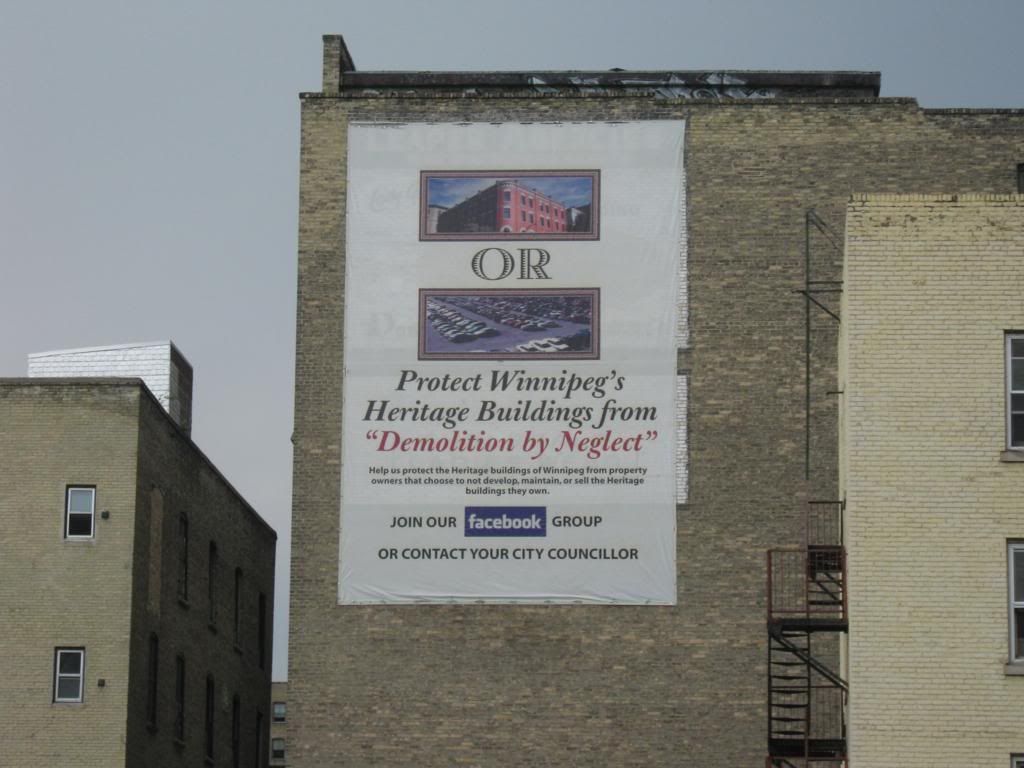 OR
Protect Winnipeg's
Heritage Buildings from
"Demolition by Neglect"
Help us protect the Heritage buildings of Winnipeg from property
owners that choose to not develop, maintain, or sell the Heritage
buildings they own.
JOIN OUR facebook GROUP
OR CONTACT YOUR CITY COUNCILLOR